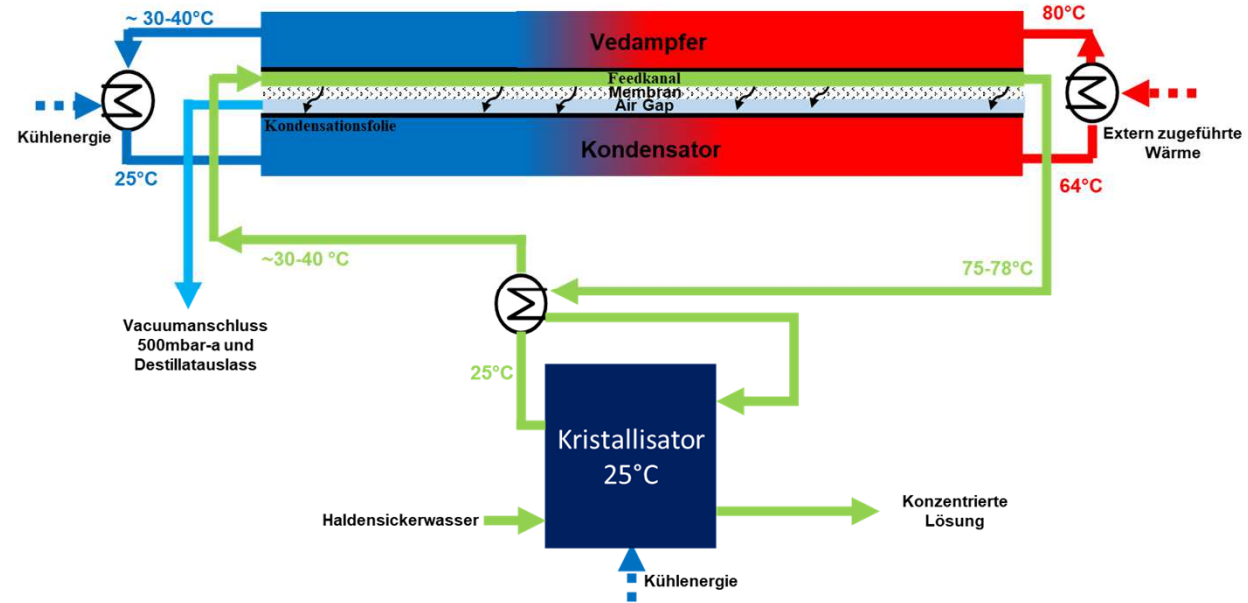 ~ 30-40°C
80°C
Vedampfer
Feedkanal
Membran
Air Gap
Kondensationsfolie
Kühlenergie
Extern zugeführte
Wärme
Kondensator
25°C
64°C
~30-40 °C
75-78°C
Vacuumanschluss
500mbar-a und
Destillatauslass
25°C
Kristallisator
25°C
Haldensickerwasser
Konzentrierte
Lösung
Kühlenergie